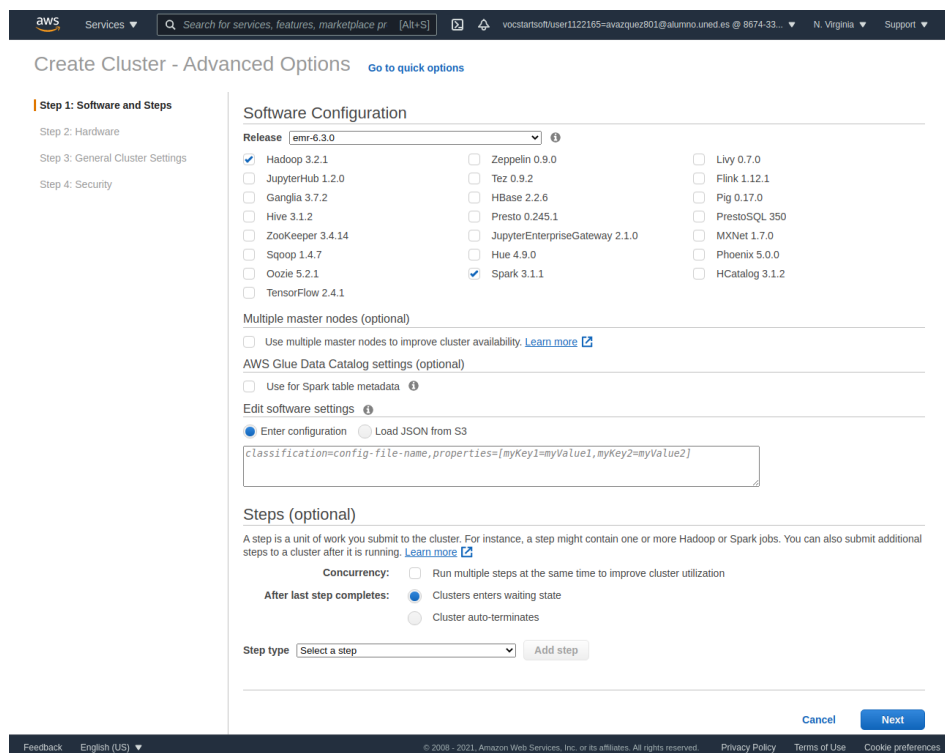 aws Services ▼ Search for services, features, marketplace pr [Alt+S] vocstartsoft/user1122165=avazquez801@alumno.uned.es @ 8674-33... ▼ N. Virginia ▼ Support ▼
Create Cluster - Advanced Options Go to quick options
Step 1: Software and Steps
Step 2: Hardware
Step 3: General Cluster Settings
Step 4: Security
Software Configuration
Release emr-6.3.0
Hadoop 3.2.1 Zeppelin 0.9.0 Livy 0.7.0
JupyterHub 1.2.0 Tez 0.9.2 Flink 1.12.1
Ganglia 3.7.2 HBase 2.2.6 Pig 0.17.0
Hive 3.1.2 Presto 0.245.1 PrestoSQL 350
ZooKeeper 3.4.14 JupyterEnterpriseGateway 2.1.0 MXNet 1.7.0
Sqoop 1.4.7 Hue 4.9.0 Phoenix 5.0.0
Oozie 5.2.1 Spark 3.1.1 HCatalog 3.1.2
TensorFlow 2.4.1
Multiple master nodes (optional)
Use multiple master nodes to improve cluster availability. Learn more
AWS Glue Data Catalog settings (optional)
Use for Spark table metadata
Edit software settings
Enter configuration Load JSON from S3
classification=config-file-name,properties=[myKey1=myValue1,myKey2=myValue2]
Steps (optional)
A step is a unit of work you submit to the cluster. For instance, a step might contain one or more Hadoop or Spark jobs. You can also submit additional
steps to a cluster after it is running. Learn more
Concurrency: Run multiple steps at the same time to improve cluster utilization
After last step completes: Clusters enters waiting state
Cluster auto-terminates
Step type Select a step Add step
Cancel Next
Feedback English (US) ▼ © 2008 - 2021, Amazon Web Services, Inc. or its affiliates. All rights reserved. Privacy Policy Terms of Use Cookie preferences